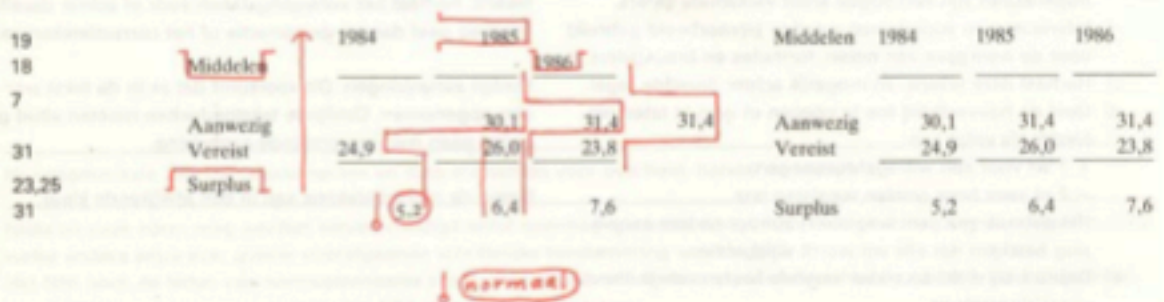 19 1984 1985 Middelen 1984 1985 1986
18 Middelen 1986
7
Aanwezig 30,1 31,4 31,4 Aanwezig 30,1 31,4 31,4
31 Vereist 24,9 26,0 23,8 Vereist 24,9 26,0 23,8
23,25 Surplus
31 5,2 6,4 7,6 Surplus 5,2 6,4 7,6
normaal